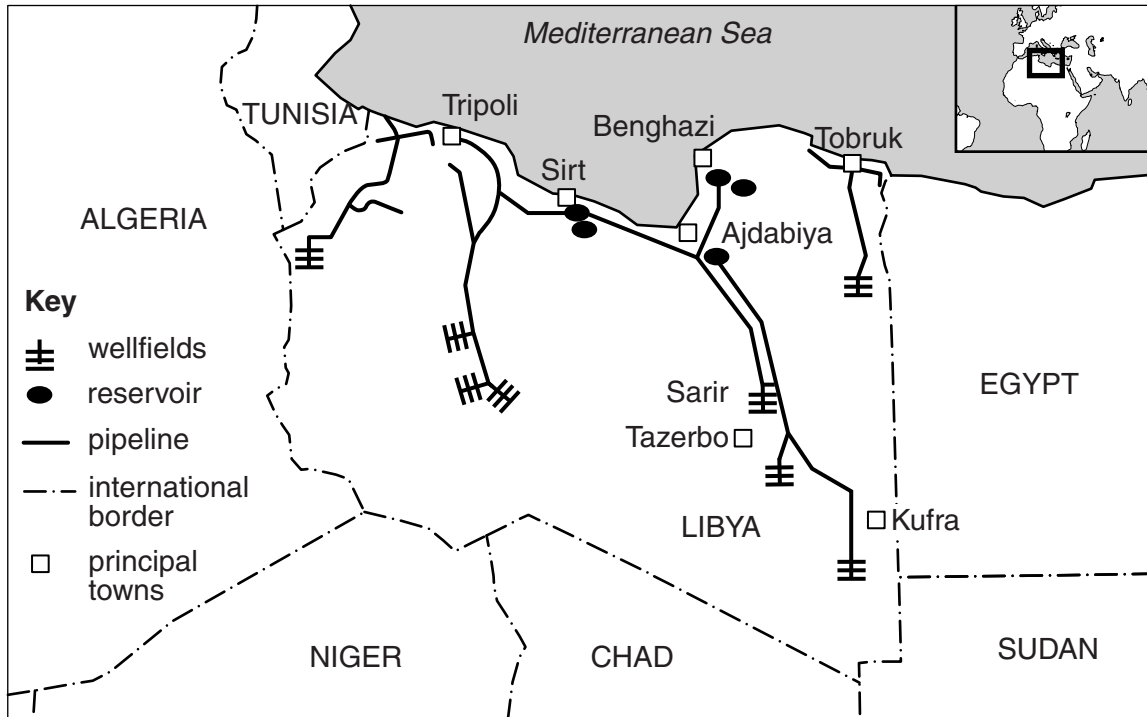 Mediterranean Sea
TUNISIA
Tripoli
Benghazi
Tobruk
Sirt
ALGERIA
Ajdabiya
Key
wellfields
reservoir
pipeline
international
border
principal
towns
Sarir
EGYPT
Tazerbo
LIBYA
Kufra
NIGER
CHAD
SUDAN